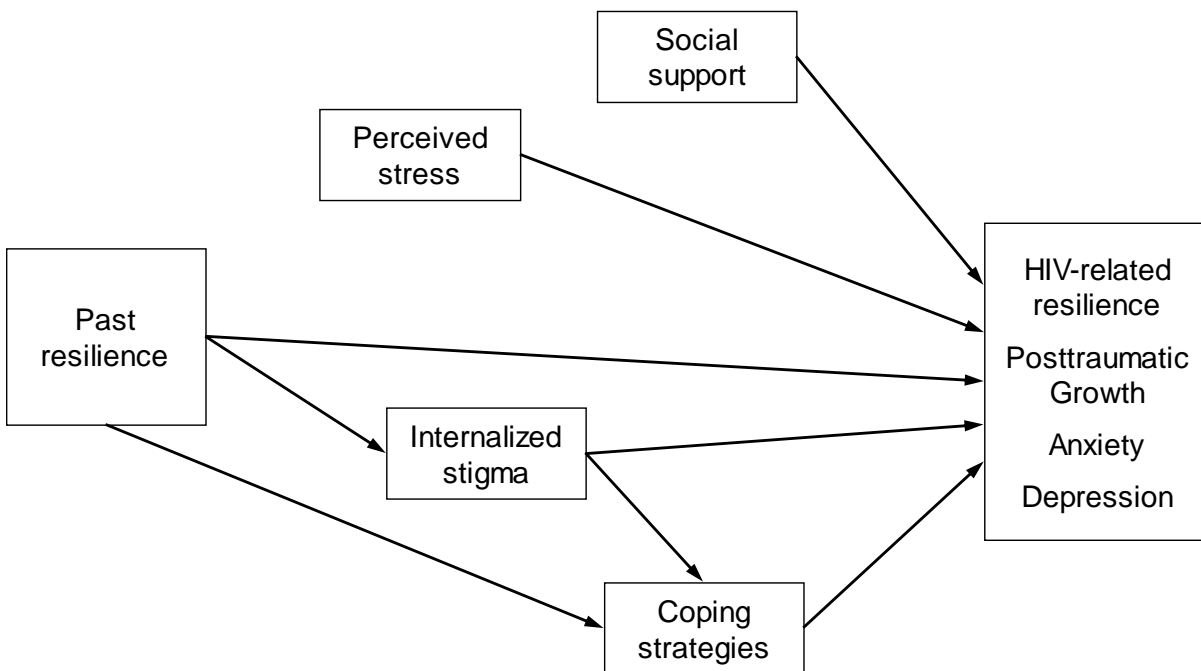 Social
support
Perceived
stress
Past
resilience
Internalized
stigma
Coping
strategies
HIV-related
resilience
Posttraumatic
Growth
Anxiety
Depression